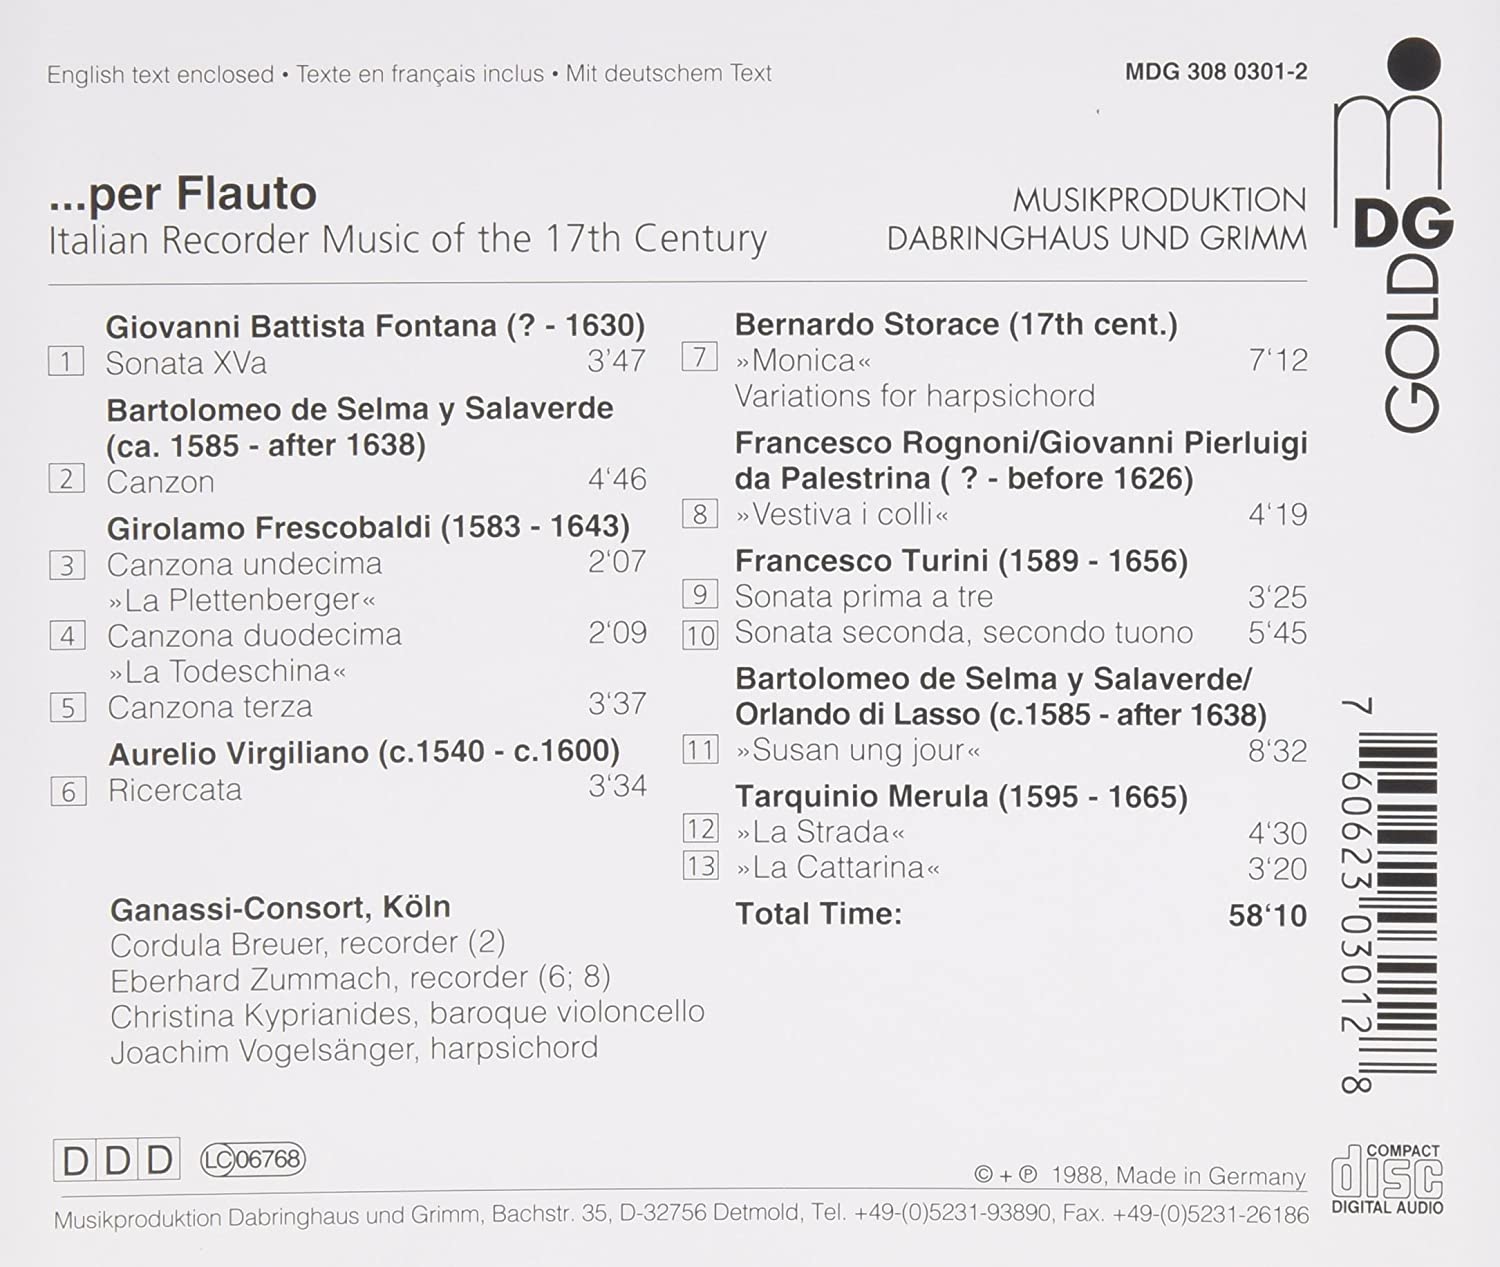 English text enclosed • Texte en français inclus • Mit deutschem Text
MDG 308 0301-2
...per Flauto
Italian Recorder Music of the 17th Century
MUSIKPRODUKTION
DABRINGHAUS UND GRIMM
mDG
GOLD
Giovanni Battista Fontana (? - 1630)
1 Sonata XVa 3'47
Bartolomeo de Selma y Salaverde
(ca. 1585 - after 1638)
2 Canzon 4‘46
Girolamo Frescobaldi (1583 - 1643)
3 Canzona undecima 2‘07
»La Plettenberger«
4 Canzona duodecima 2‘09
»La Todeschina«
5 Canzona terza 3‘37
Aurelio Virgiliano (c.1540 - c.1600)
6 Ricercata 3‘34
Ganassi-Consort, Köln
Cordula Breuer, recorder (2)
Eberhard Zummach, recorder (6; 8)
Christina Kyprianides, baroque violoncello
Joachim Vogelsänger, harpsichord
Bernardo Storace (17th cent.)
7 »Monica« 7‘12
Variations for harpsichord
Francesco Rognoni/Giovanni Pierluigi
da Palestrina ( ? - before 1626)
8 »Vestiva i colli« 4‘19
Francesco Turini (1589 - 1656)
9 Sonata prima a tre 3‘25
10 Sonata seconda, secondo tuono 5‘45
Bartolomeo de Selma y Salaverde/
Orlando di Lasso (c.1585 - after 1638)
11 »Susan ung jour« 8‘32
Tarquinio Merula (1595 - 1665)
12 »La Strada« 4‘30
13 »La Cattarina« 3‘20
Total Time: 58‘10
7 60623 03012 8
DDD
LC 06768
© + ℗ 1988, Made in Germany
Musikproduktion Dabringhaus und Grimm, Bachstr. 35, D-32756 Detmold, Tel. +49-(0)5231-93890, Fax. +49-(0)5231-26186
COMPACT
disc
DIGITAL AUDIO